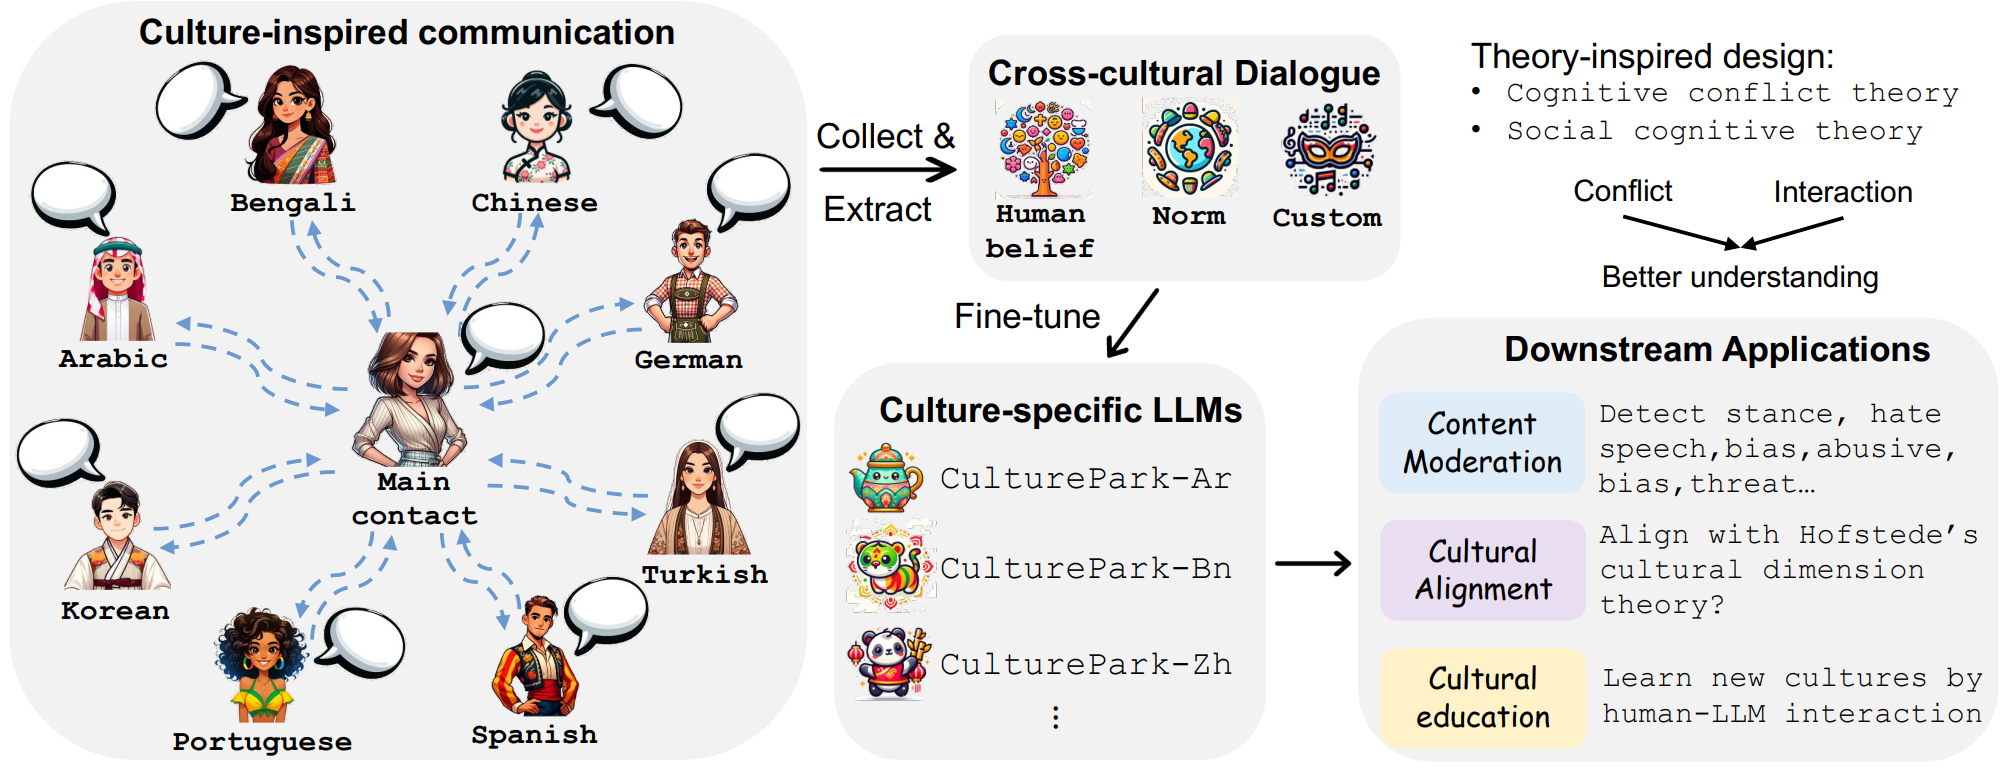 Culture-inspired communication
Bengali
Chinese
Arabic
German
Main
contact
Korean
Turkish
Portuguese
Spanish
Collect &
Extract
Cross-cultural Dialogue
Human
belief
Norm
Custom
Fine-tune
Culture-specific LLMs
CulturePark-Ar
CulturePark-Bn
CulturePark-Zh
⋮
Theory-inspired design:
• Cognitive conflict theory
• Social cognitive theory
Conflict
Interaction
Better understanding
Downstream Applications
Content
Moderation
Detect stance, hate
speech,bias,abusive,
bias,threat…
Cultural
Alignment
Align with Hofstede’s
cultural dimension
theory?
Cultural
education
Learn new cultures by
human-LLM interaction